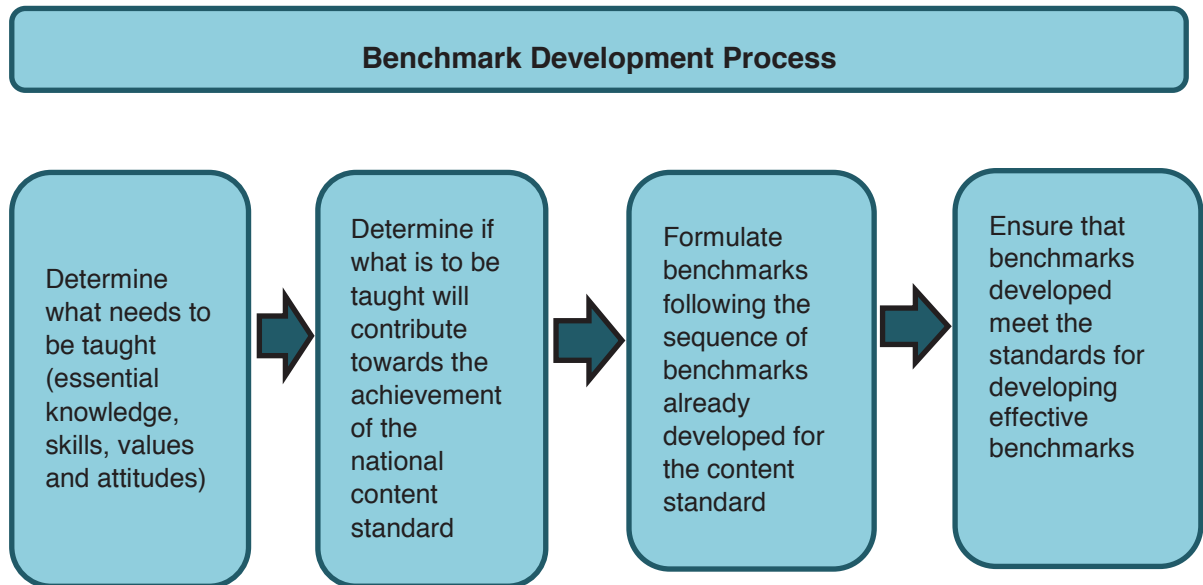 Benchmark Development Process
Determine
what needs to
be taught
(essential
knowledge,
skills, values
and attitudes)
Determine if
what is to be
taught will
contribute
towards the
achievement
of the
national
content
standard
Formulate
benchmarks
following the
sequence of
benchmarks
already
developed for
the content
standard
Ensure that
benchmarks
developed
meet the
standards for
developing
effective
benchmarks